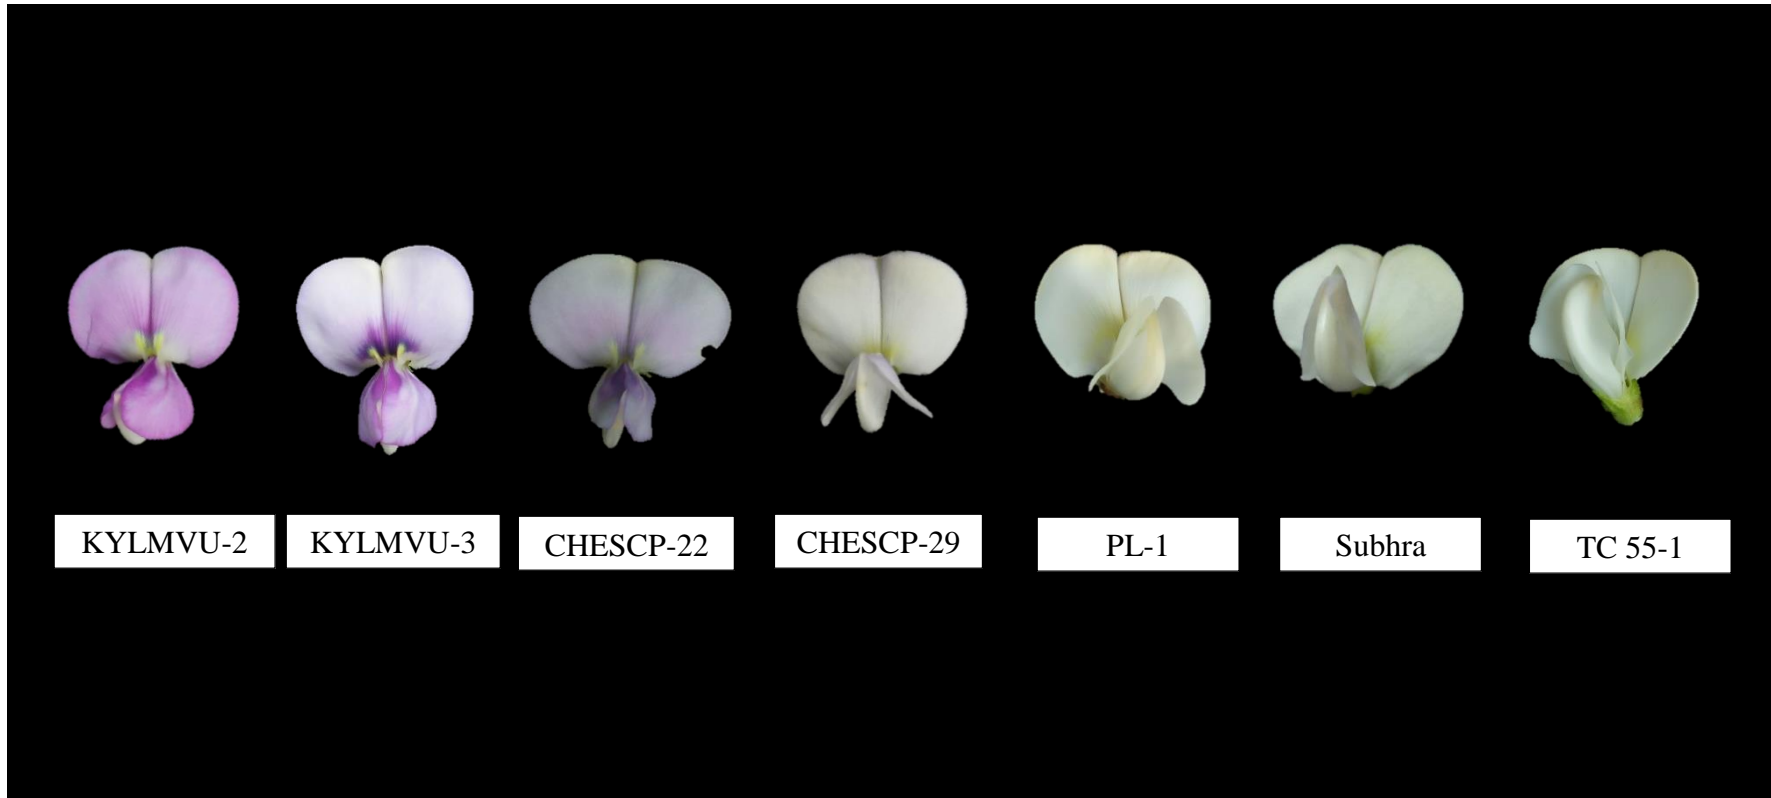 KYLMVU-2
KYLMVU-3
CHESCP-22
CHESCP-29
PL-1
Subhra
TC 55-1